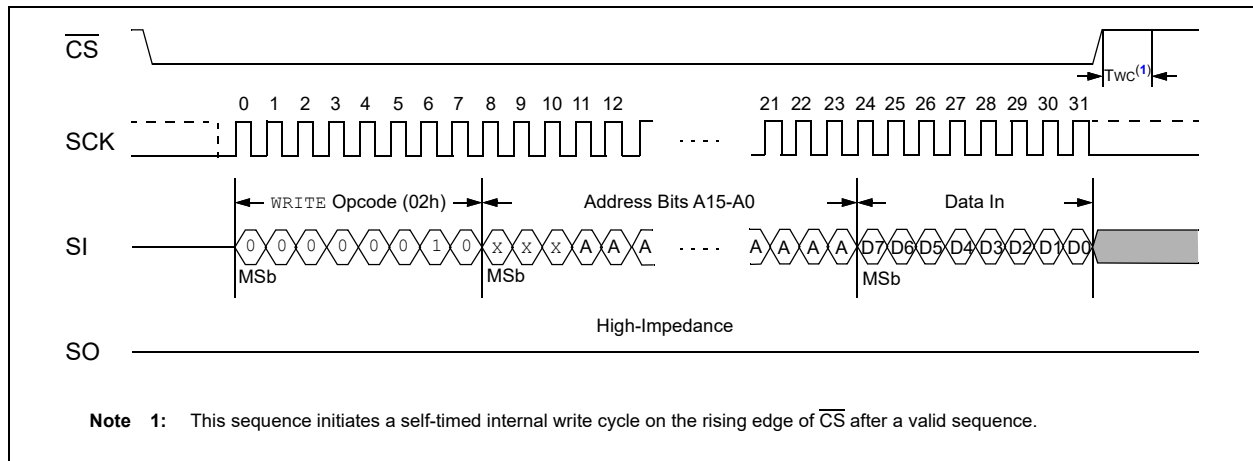 CS
Twc(1)
0 1 2 3 4 5 6 7 8 9 10 11 12 21 22 23 24 25 26 27 28 29 30 31
SCK
WRITE Opcode (02h) Address Bits A15-A0 Data In
SI 0 0 0 0 0 0 1 0 x x x A A A A A A A D7 D6 D5 D4 D3 D2 D1 D0
MSb MSb MSb
High-Impedance
SO
Note 1: This sequence initiates a self-timed internal write cycle on the rising edge of CS after a valid sequence.